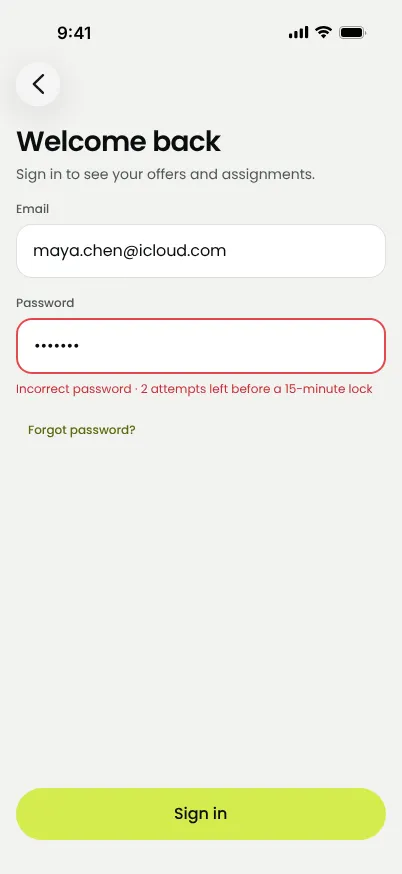 9:41
Welcome back
Sign in to see your offers and assignments.
Email
maya.chen@icloud.com
Password
•••••••
Incorrect password · 2 attempts left before a 15-minute lock
Forgot password?
Sign in